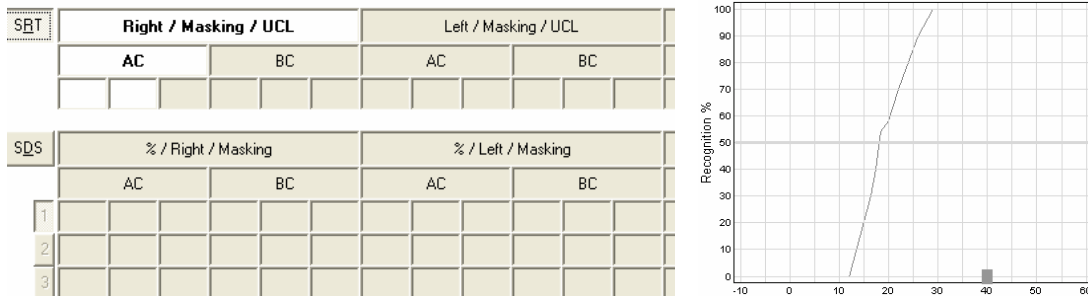 SRT
Right / Masking / UCL
Left / Masking / UCL
AC
BC
AC
BC
SDS
% / Right / Masking
% / Left / Masking
AC
BC
AC
BC
1
2
3
Recognition %
100
90
80
70
60
50
40
30
20
10
0
-10 0 10 20 30 40 50 60